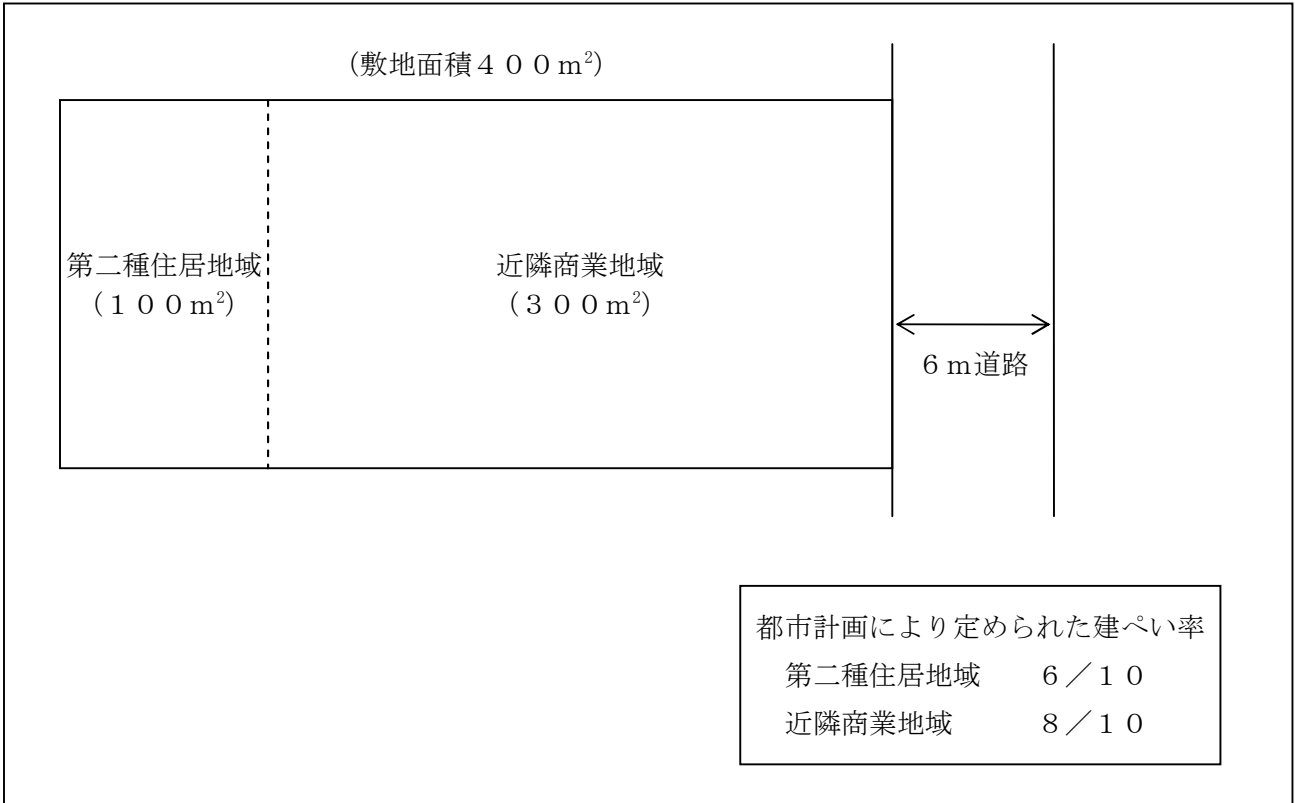 (敷地面積４００m²)
第二種住居地域
(１００m²)
近隣商業地域
(３００m²)
６m道路
都市計画により定められた建ぺい率
第二種住居地域　６／１０
近隣商業地域　８／１０